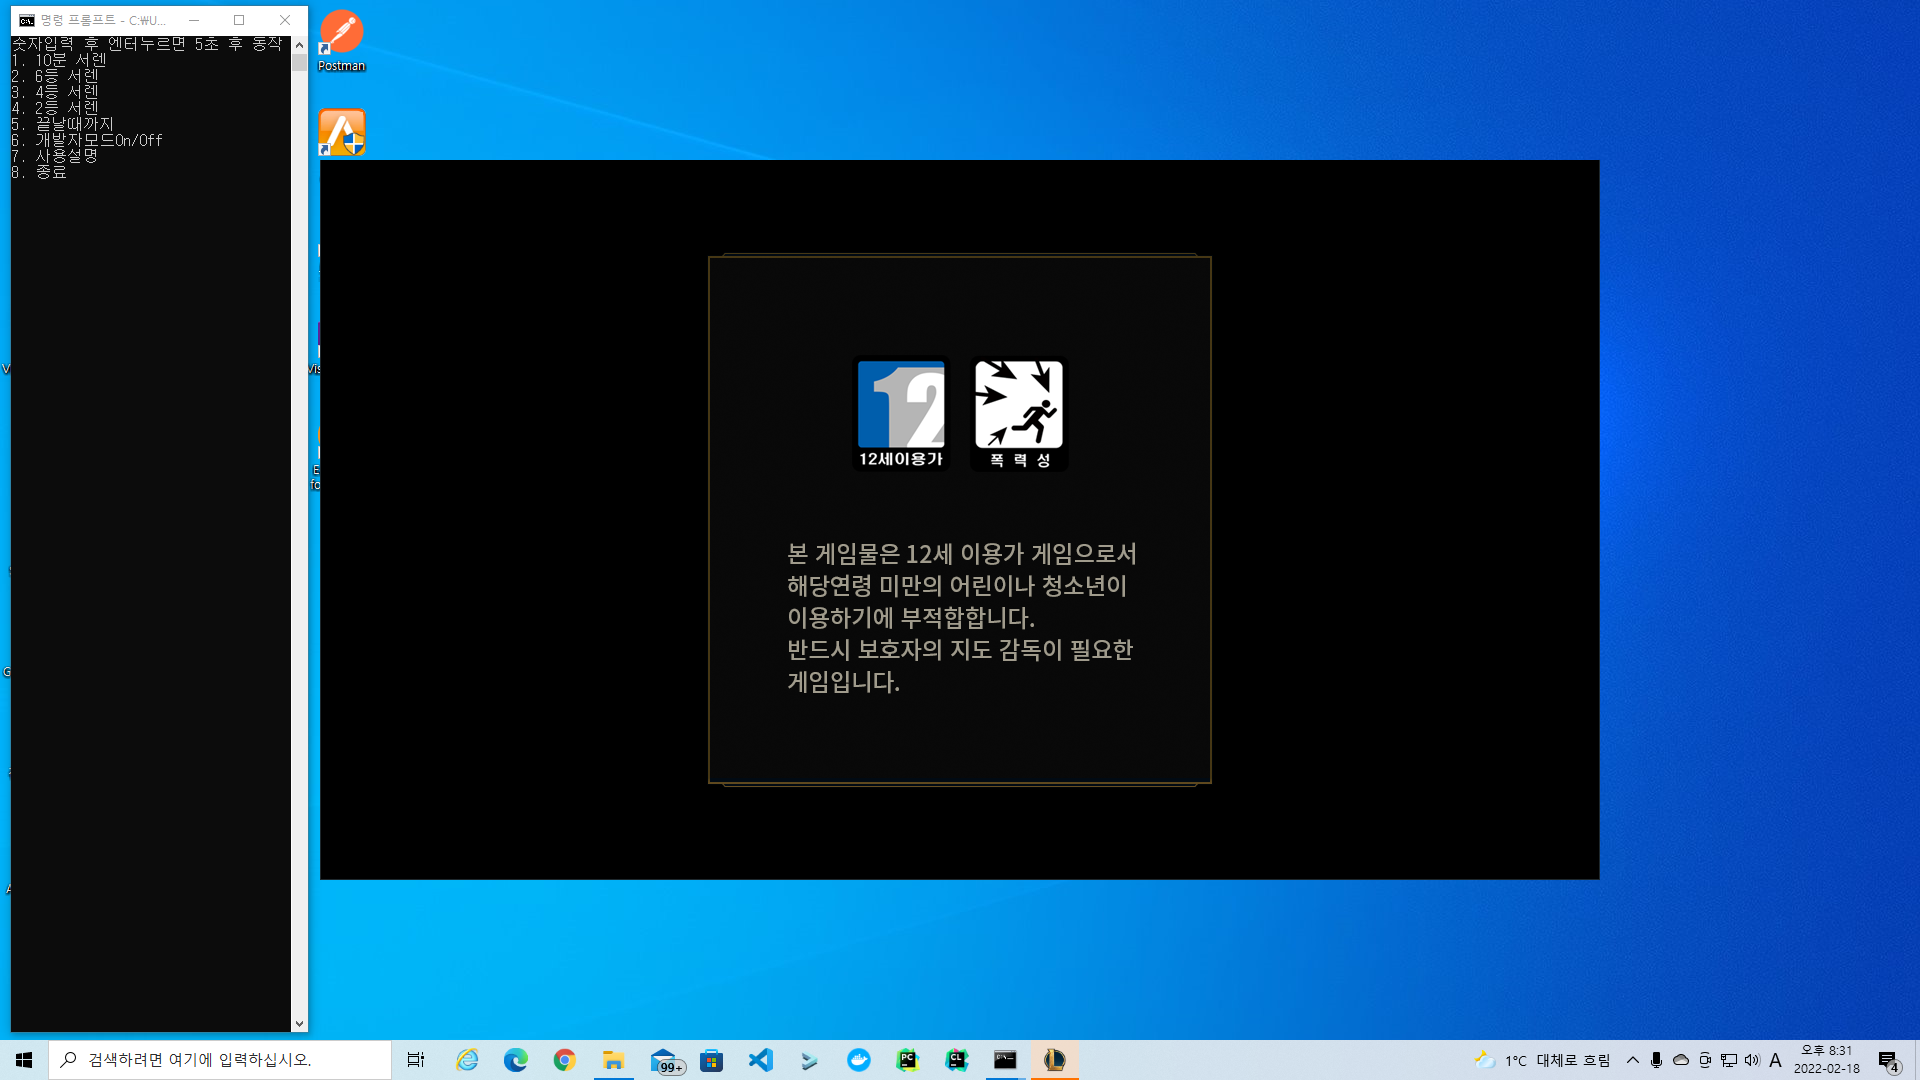 명령 프롬프트 - C:₩U...
숫자입력 후 엔터누르면 5초 후 동작
1. 10분 서렌
2. 6등 서렌
3. 4등 서렌
4. 2등 서렌
5. 끝날때까지
6. 개발자모드On/Off
7. 사용설명
8. 종료
Postman
12세이용가
폭력성
본 게임물은 12세 이용가 게임으로서
해당연령 미만의 어린이나 청소년이
이용하기에 부적합합니다.
반드시 보호자의 지도 감독이 필요한
게임입니다.
검색하려면 여기에 입력하십시오.
99+
1°C 대체로 흐림
A
오후 8:31
2022-02-18
4